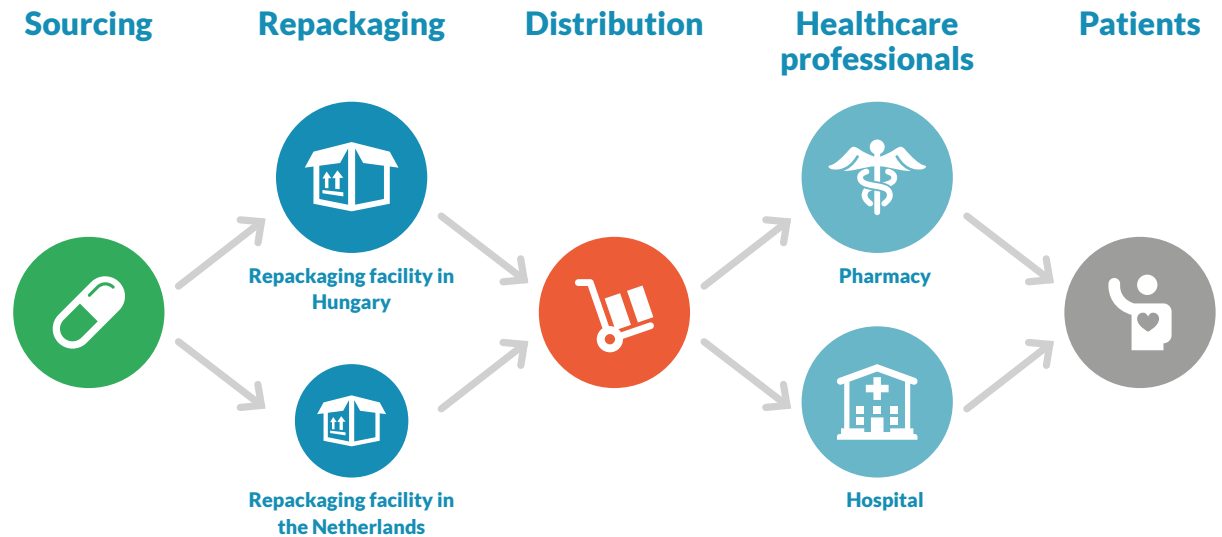 Sourcing
Repackaging
Distribution
Healthcare
professionals
Patients
Repackaging facility in
Hungary
Pharmacy
Repackaging facility in
the Netherlands
Hospital